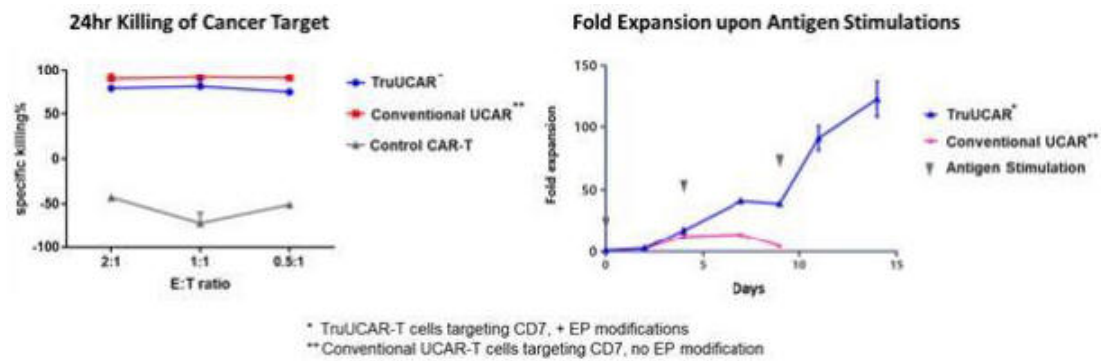 24hr Killing of Cancer Target
Fold Expansion upon Antigen Stimulations
specific killing%
100
50
0
-50
-100
2:1
1:1
0.5:1
E:T ratio
TruUCAR*
Conventional UCAR**
Control CAR-T
Fold expansion
150
100
50
0
0
5
10
15
Days
TruUCAR*
Conventional UCAR**
Antigen Stimulation
* TruUCAR-T cells targeting CD7, + EP modifications
** Conventional UCAR-T cells targeting CD7, no EP modification